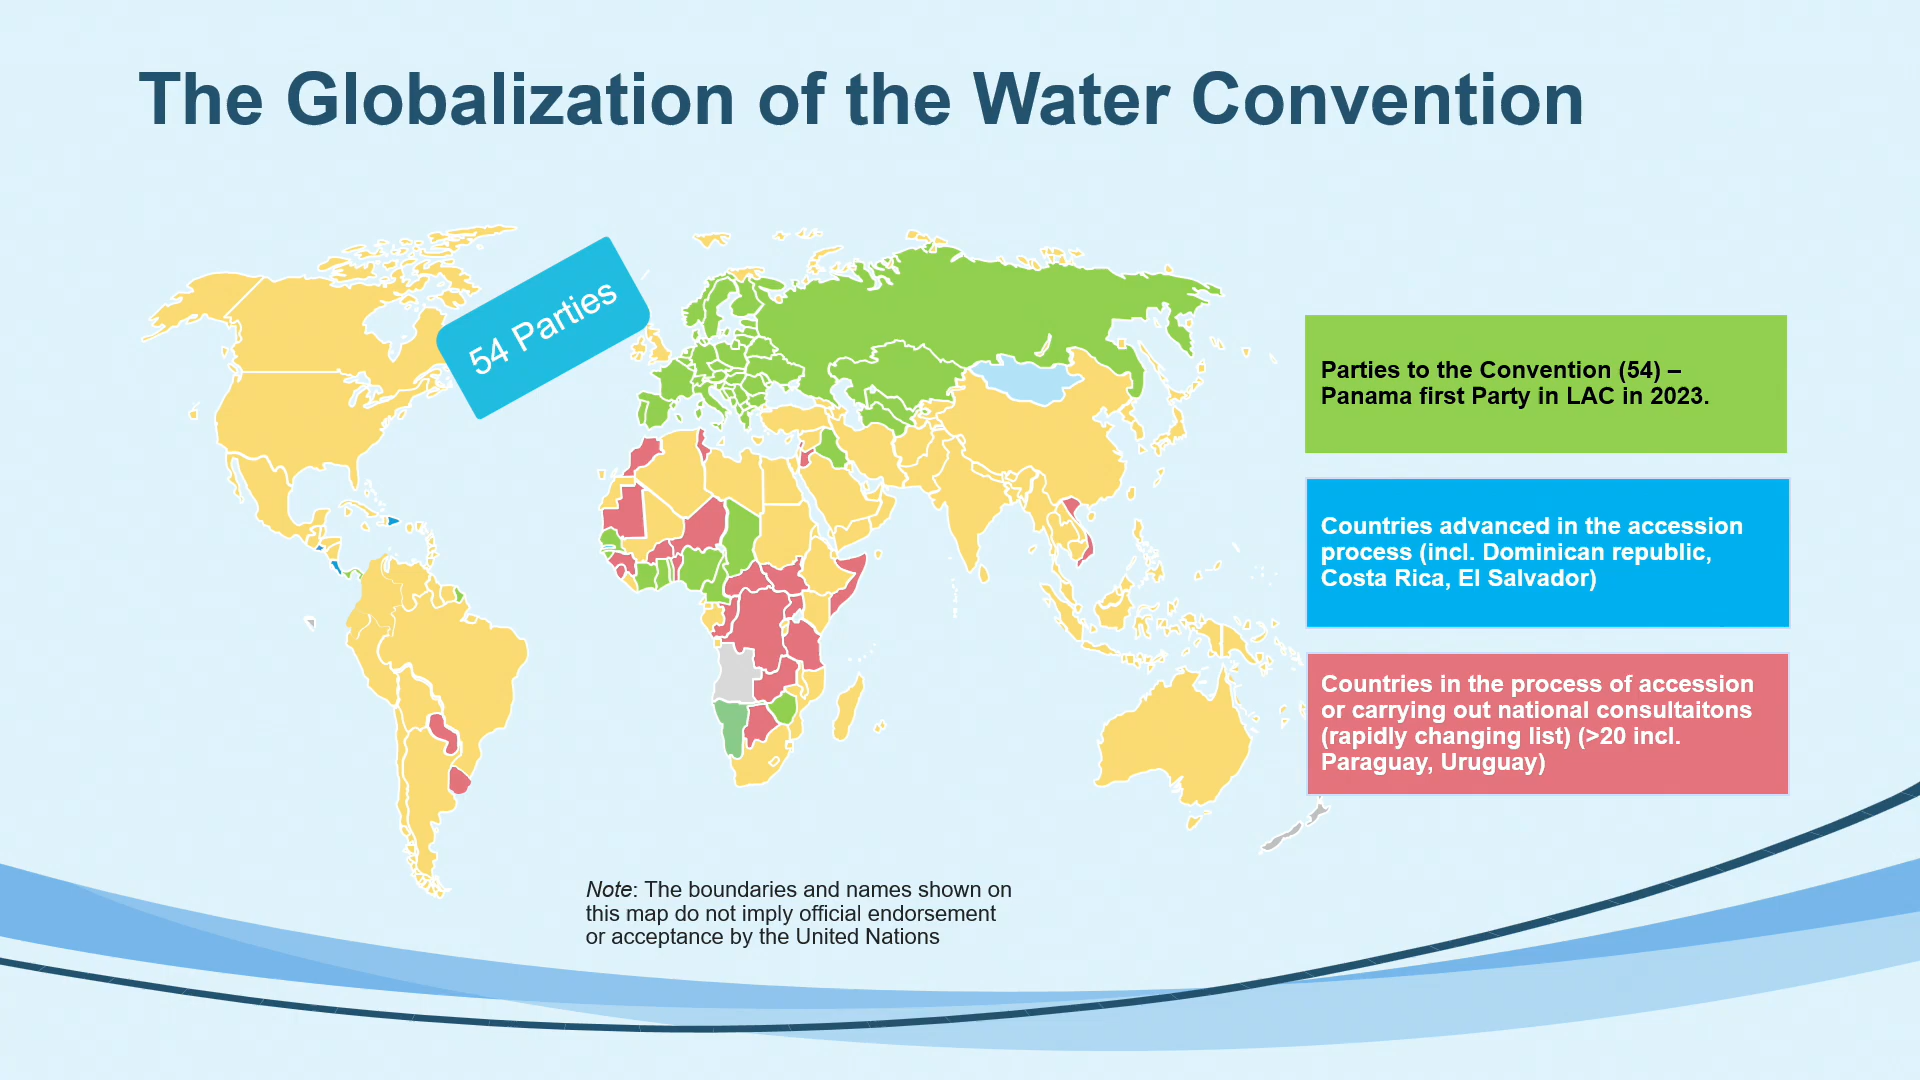 The Globalization of the Water Convention
54 Parties
Parties to the Convention (54) –
Panama first Party in LAC in 2023.
Countries advanced in the accession
process (incl. Dominican republic,
Costa Rica, El Salvador)
Countries in the process of accession
or carrying out national consultaitons
(rapidly changing list) (>20 incl.
Paraguay, Uruguay)
Note: The boundaries and names shown on
this map do not imply official endorsement
or acceptance by the United Nations